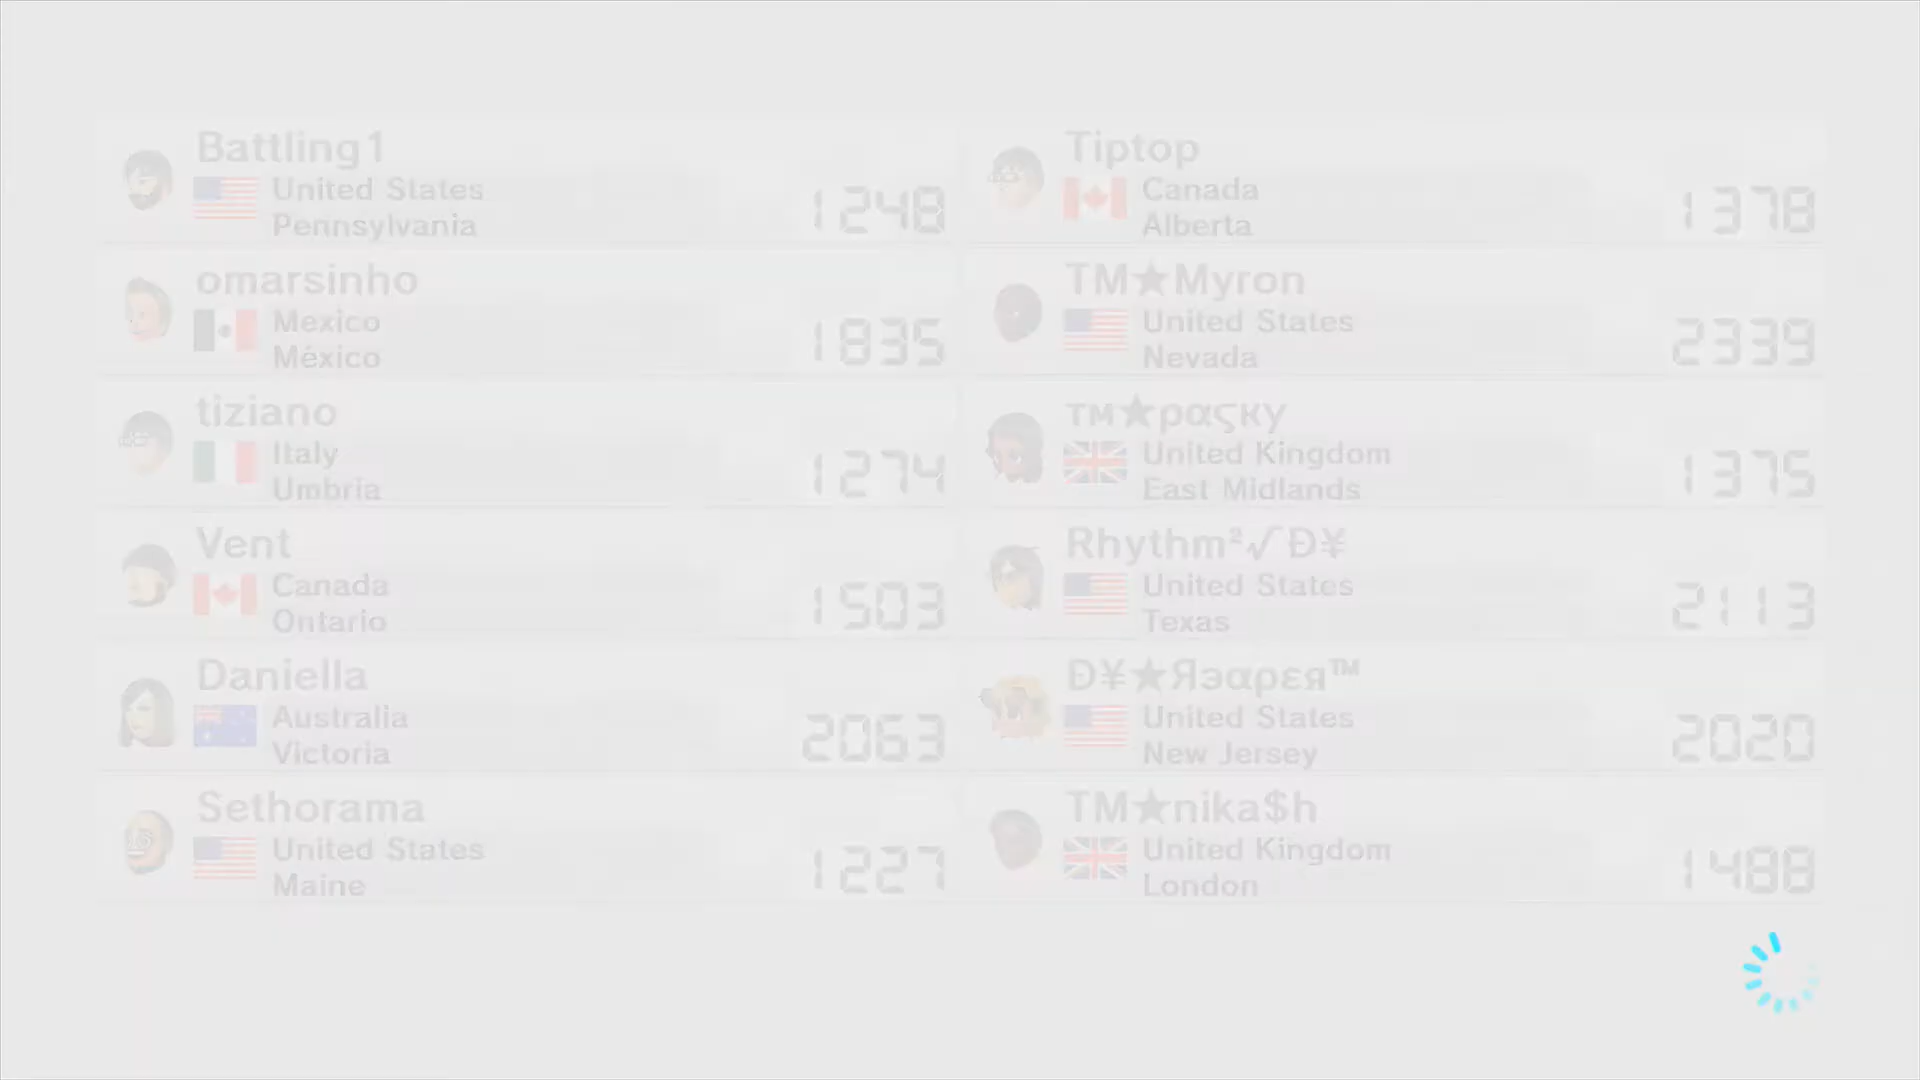 Battling1
United States
Pennsylvania
1248
Tiptop
Canada
Alberta
1378
omarsinho
Mexico
México
1835
TM★Myron
United States
Nevada
2339
tiziano
Italy
Umbria
1274
тм★ραςκу
United Kingdom
East Midlands
1375
Vent
Canada
Ontario
1503
Rhythm²√Ð¥
United States
Texas
2113
Daniella
Australia
Victoria
2063
Ð¥★Яэαρεя™
United States
New Jersey
2020
Sethorama
United States
Maine
1227
TM★nika$h
United Kingdom
London
1488